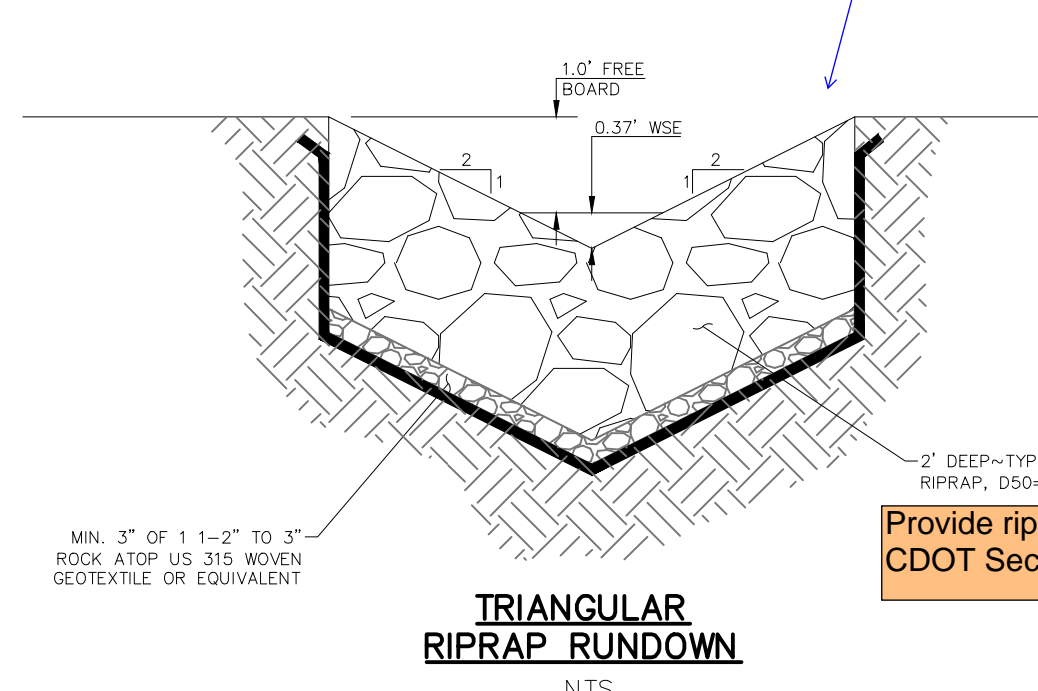 1.0' FREE
BOARD
0.37' WSE
2
1
2
1
2' DEEP~TYP
RIPRAP, D50=
Provide rip
CDOT Sec
MIN. 3" OF 1 1-2" TO 3"
ROCK ATOP US 315 WOVEN
GEOTEXTILE OR EQUIVALENT
TRIANGULAR
RIPRAP RUNDOWN
NTS